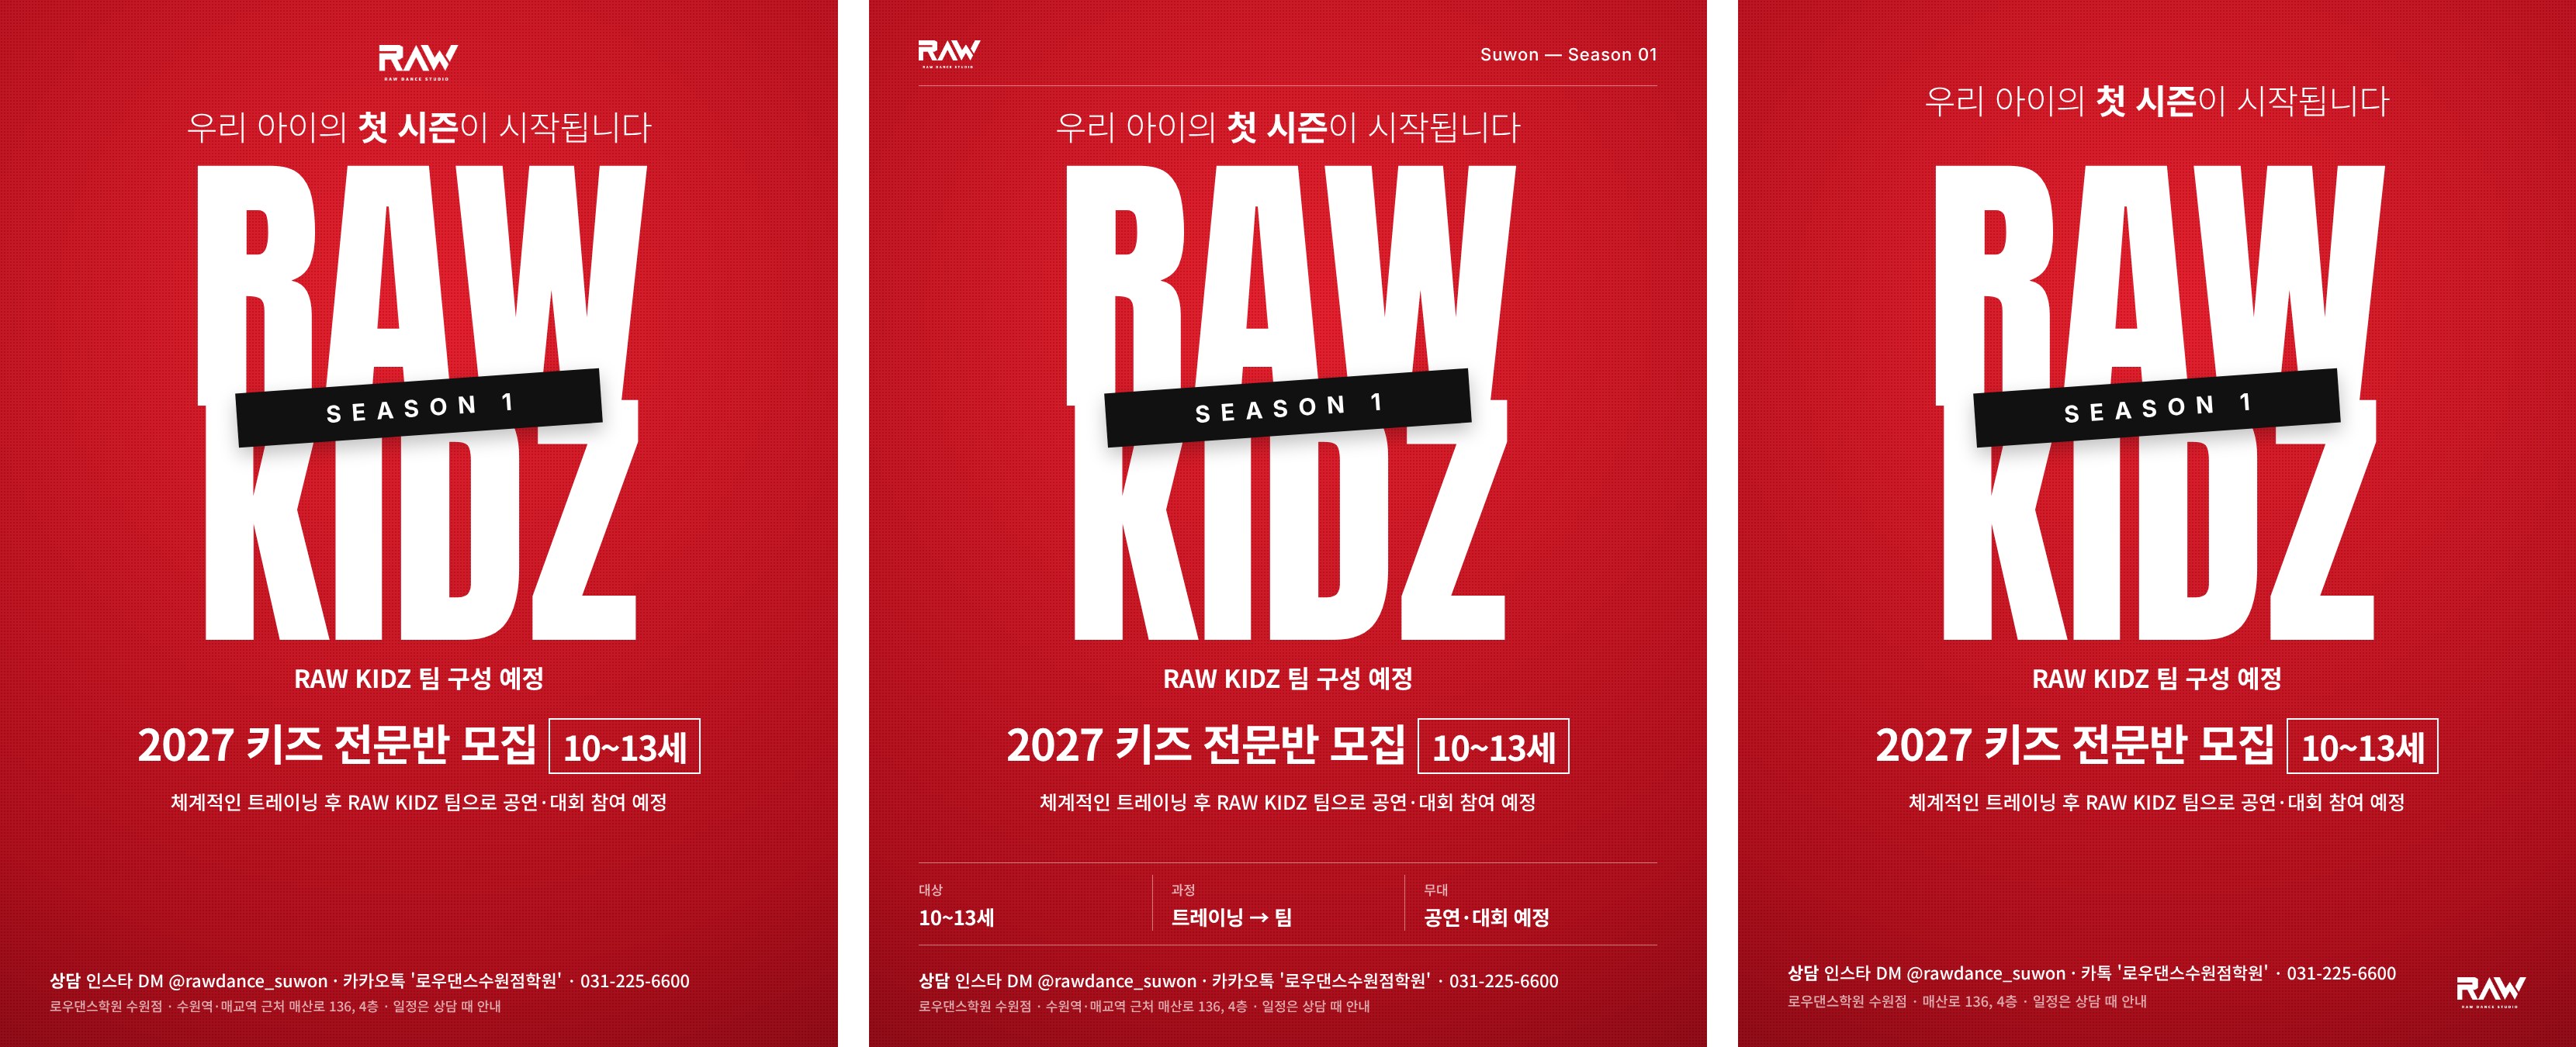 RAW
RAW DANCE STUDIO
우리 아이의 첫 시즌이 시작됩니다
RAW
SEASON 1
KIDZ
RAW KIDZ 팀 구성 예정
2027 키즈 전문반 모집 10~13세
체계적인 트레이닝 후 RAW KIDZ 팀으로 공연·대회 참여 예정
상담 인스타 DM @rawdance_suwon · 카카오톡 '로우댄스수원점학원' · 031-225-6600
로우댄스학원 수원점 · 수원역·매교역 근처 매산로 136, 4층 · 일정은 상담 때 안내
RAW
RAW DANCE STUDIO
Suwon — Season 01
우리 아이의 첫 시즌이 시작됩니다
RAW
SEASON 1
KIDZ
RAW KIDZ 팀 구성 예정
2027 키즈 전문반 모집 10~13세
체계적인 트레이닝 후 RAW KIDZ 팀으로 공연·대회 참여 예정
대상 과정 무대
10~13세 트레이닝 → 팀 공연·대회 예정
상담 인스타 DM @rawdance_suwon · 카카오톡 '로우댄스수원점학원' · 031-225-6600
로우댄스학원 수원점 · 수원역·매교역 근처 매산로 136, 4층 · 일정은 상담 때 안내
우리 아이의 첫 시즌이 시작됩니다
RAW
SEASON 1
KIDZ
RAW KIDZ 팀 구성 예정
2027 키즈 전문반 모집 10~13세
체계적인 트레이닝 후 RAW KIDZ 팀으로 공연·대회 참여 예정
상담 인스타 DM @rawdance_suwon · 카톡 '로우댄스수원점학원' · 031-225-6600
로우댄스학원 수원점 · 매산로 136, 4층 · 일정은 상담 때 안내
RAW
RAW DANCE STUDIO